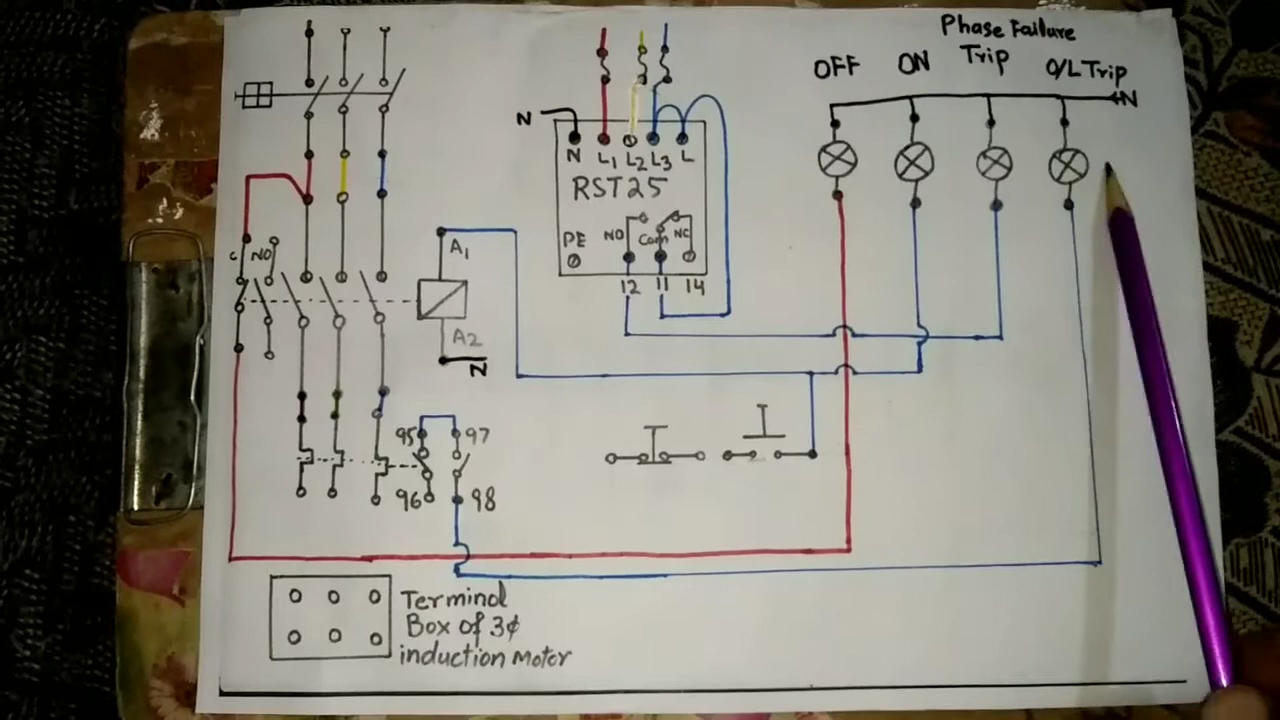 Phase Failure
Trip
OFF
ON
O/L Trip
N
N
N L1 L2 L3 L
RST25
PE
NO
Com
NC
12 11 14
C
NO
A1
A2
N
95
97
96
98
Terminal
Box of 3φ
induction Motor